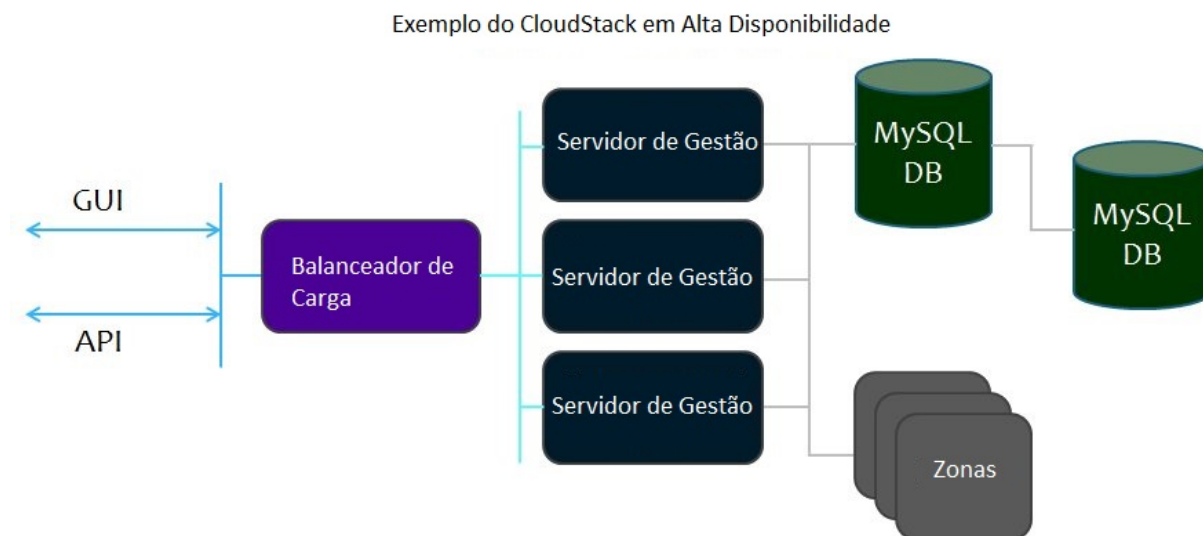 Exemplo do CloudStack em Alta Disponibilidade
GUI
API
Balanceador de
Carga
Servidor de Gestão
Servidor de Gestão
Servidor de Gestão
MySQL
DB
MySQL
DB
Zonas